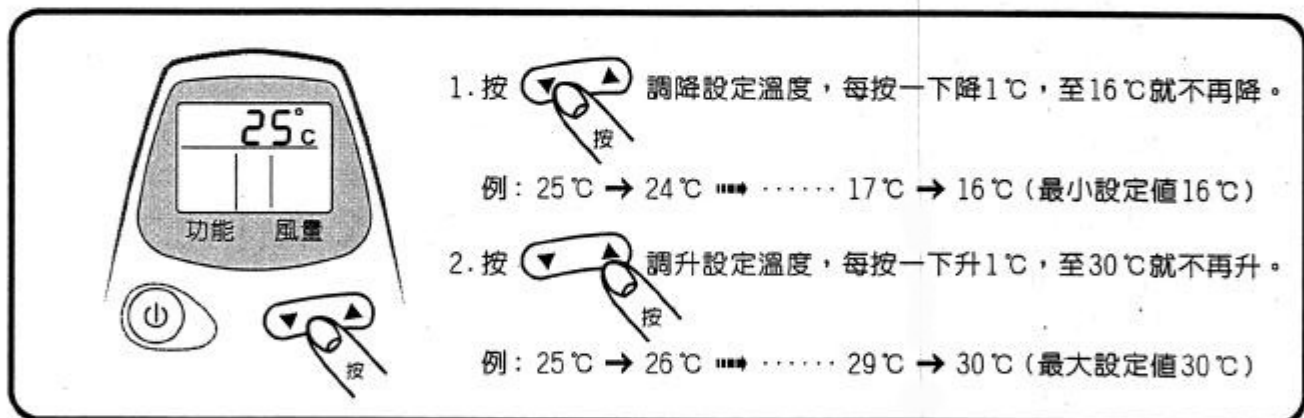 25°c
功能 風量
按
1.按 ▼ ▲ 調降設定溫度，每按一下降1℃，至16℃就不再降。
按
例：25℃ → 24℃ ➟ ‥‥‥ 17℃ → 16℃（最小設定值16℃）
2.按 ▼ ▲ 調升設定溫度，每按一下升1℃，至30℃就不再升。
按
例：25℃ → 26℃ ➟ ‥‥‥ 29℃ → 30℃（最大設定值30℃）